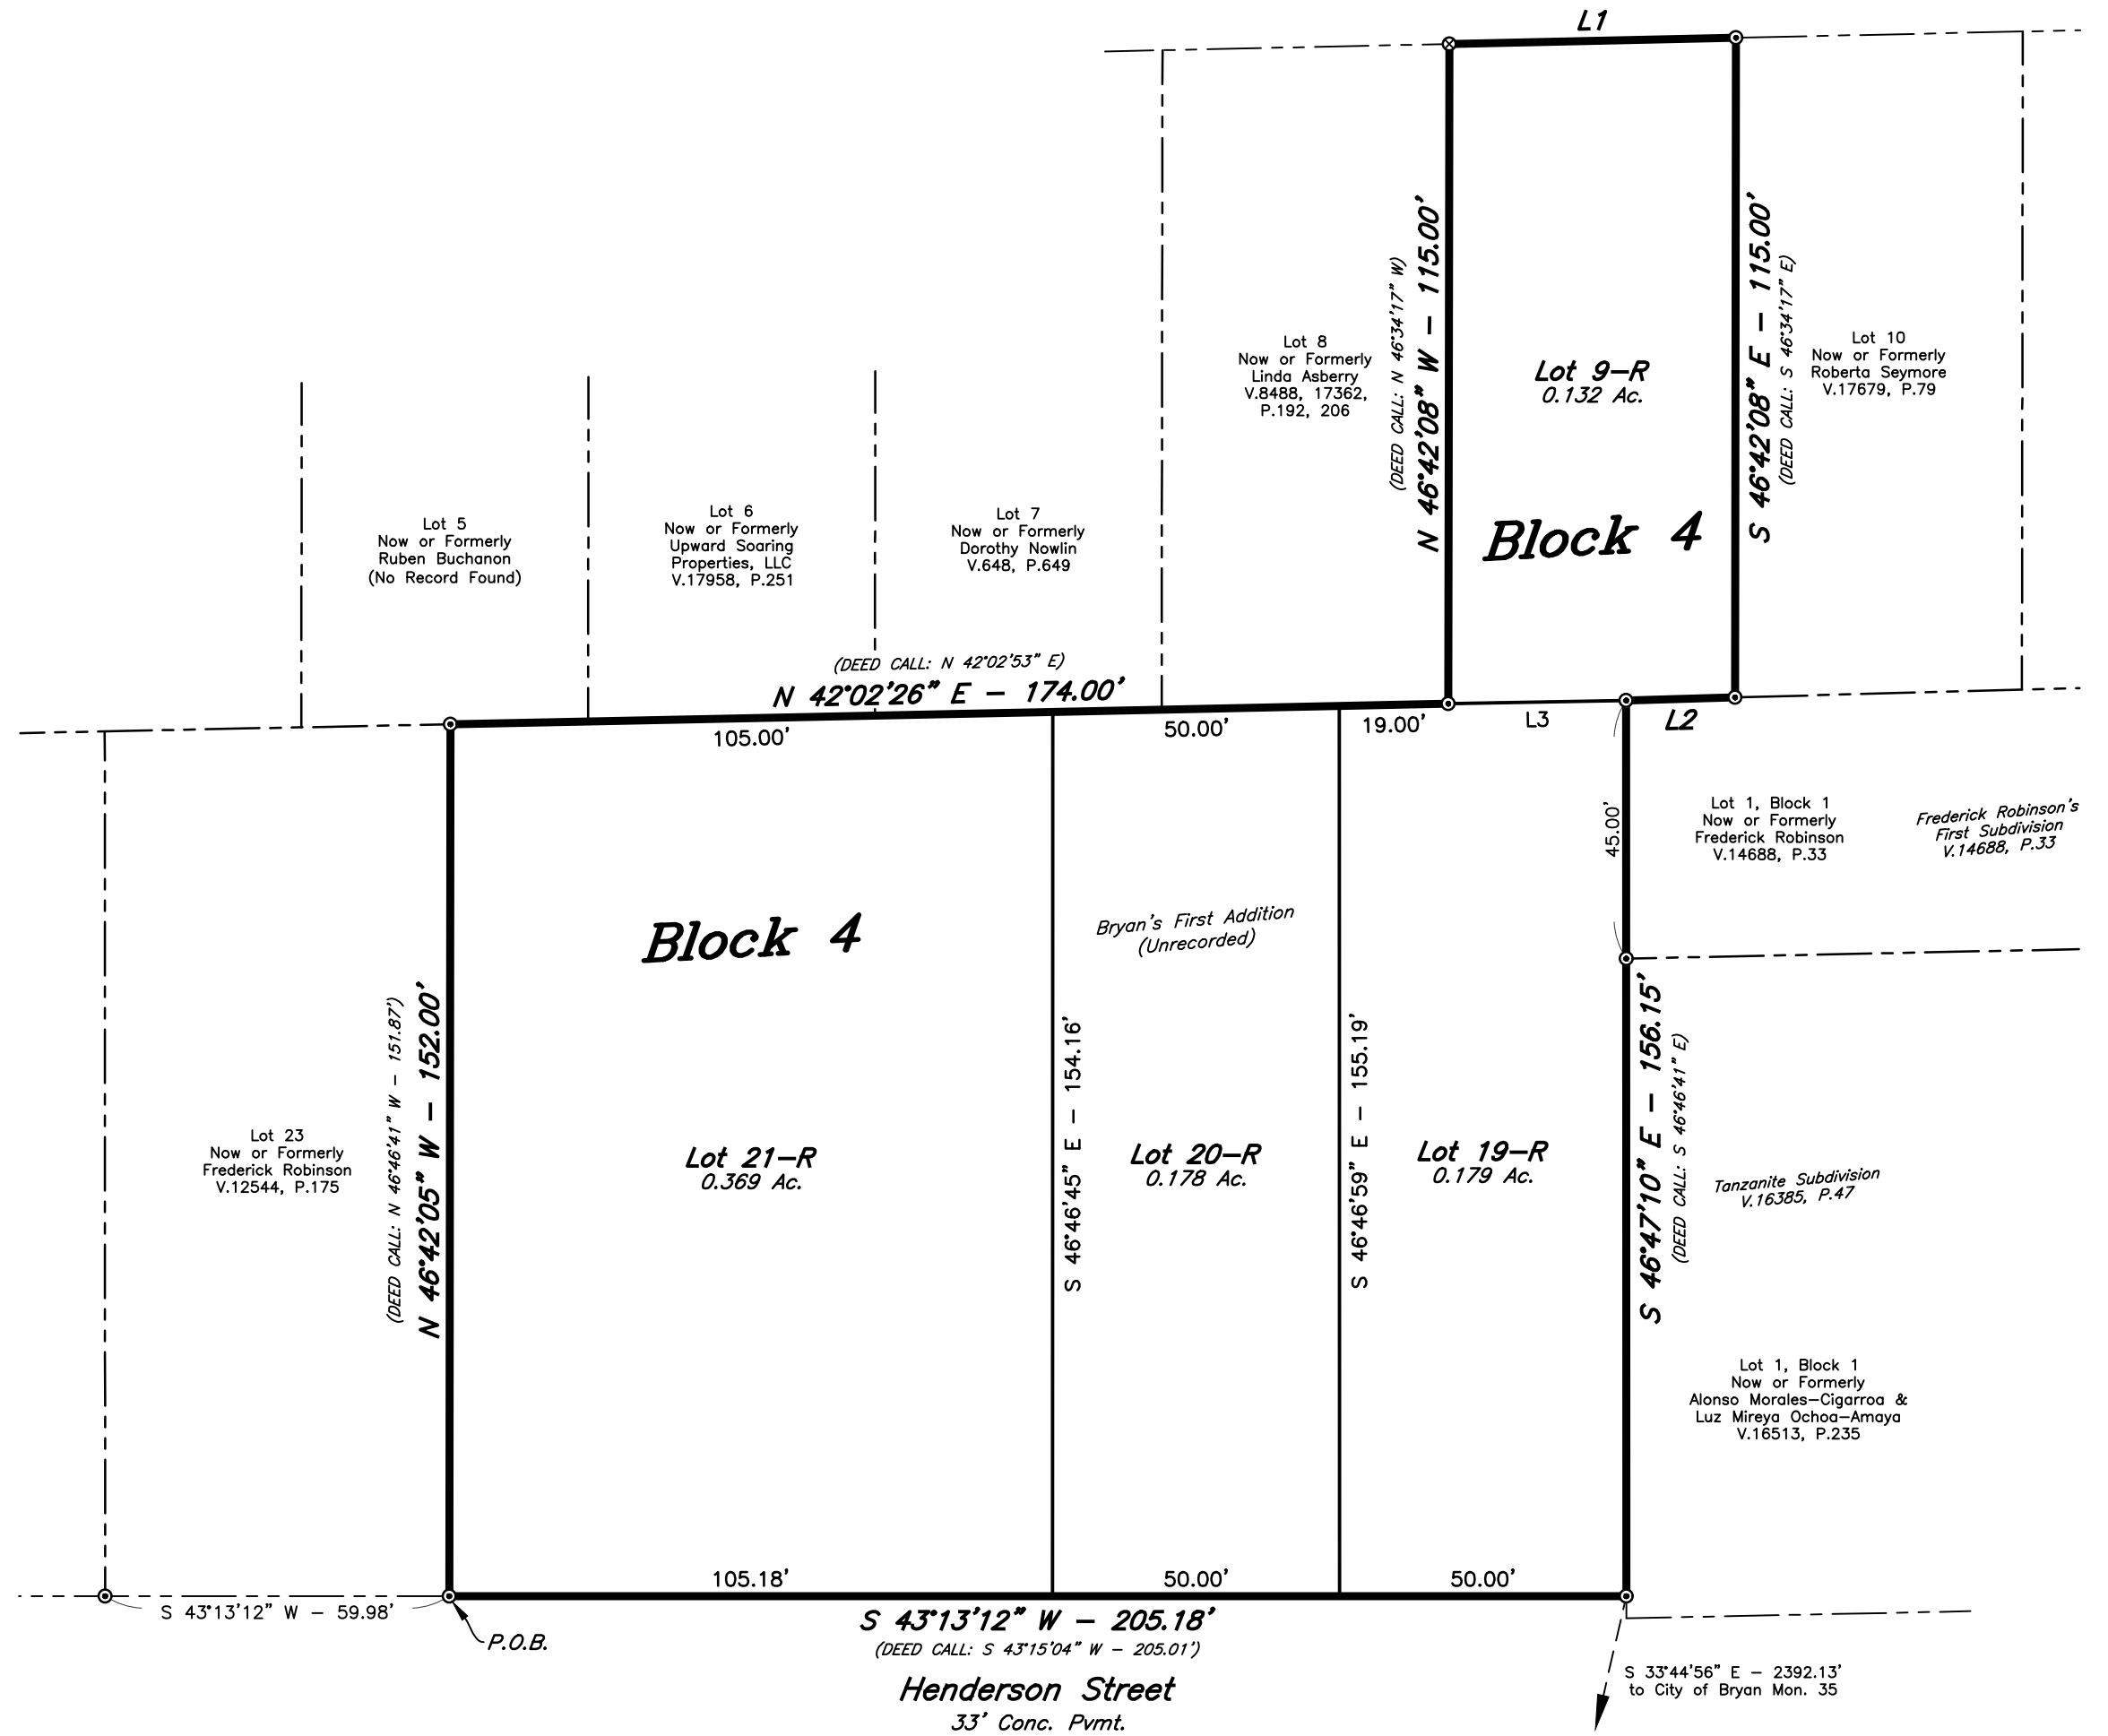 L1
N 46°42'08" W – 115.00'
(DEED CALL: N 46°34'17" W)
S 46°42'08" E – 115.00'
(DEED CALL: S 46°34'17" E)
Lot 8
Now or Formerly
Linda Asberry
V.8488, 17362,
P.192, 206
Lot 9–R
0.132 Ac.
Lot 10
Now or Formerly
Roberta Seymore
V.17679, P.79
Block 4
Lot 5
Now or Formerly
Ruben Buchanon
(No Record Found)
Lot 6
Now or Formerly
Upward Soaring
Properties, LLC
V.17958, P.251
Lot 7
Now or Formerly
Dorothy Nowlin
V.648, P.649
(DEED CALL: N 42°02'53" E)
N 42°02'26" E – 174.00'
105.00'
50.00'
19.00'
L3
L2
45.00'
Lot 1, Block 1
Now or Formerly
Frederick Robinson
V.14688, P.33
Frederick Robinson's
First Subdivision
V.14688, P.33
Block 4
Bryan's First Addition
(Unrecorded)
(DEED CALL: N 46°46'41" W – 151.87')
N 46°42'05" W – 152.00'
S 46°46'45" E – 154.16'
S 46°46'59" E – 155.19'
S 46°47'10" E – 156.15'
(DEED CALL: S 46°46'41" E)
Lot 23
Now or Formerly
Frederick Robinson
V.12544, P.175
Lot 21–R
0.369 Ac.
Lot 20–R
0.178 Ac.
Lot 19–R
0.179 Ac.
Tanzanite Subdivision
V.16385, P.47
Lot 1, Block 1
Now or Formerly
Alonso Morales–Cigarroa &
Luz Mireya Ochoa–Amaya
V.16513, P.235
105.18'
50.00'
50.00'
S 43°13'12" W – 59.98'
P.O.B.
S 43°13'12" W – 205.18'
(DEED CALL: S 43°15'04" W – 205.01')
Henderson Street
33' Conc. Pvmt.
S 33°44'56" E – 2392.13'
to City of Bryan Mon. 35